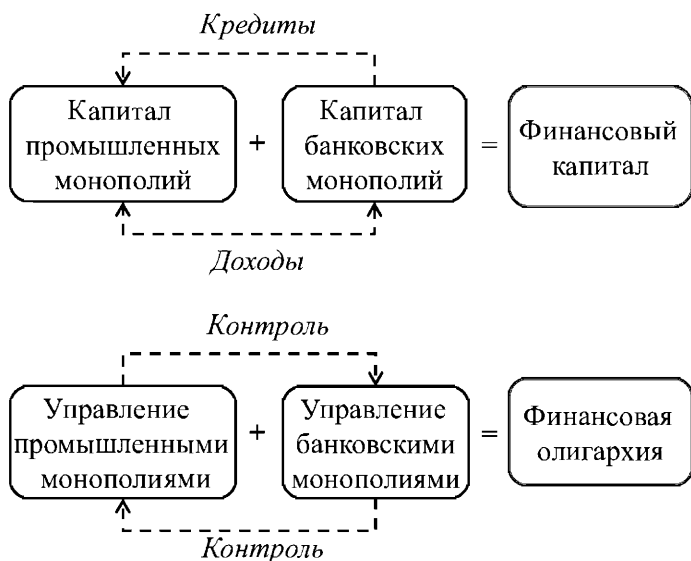 Кредиты
Капитал
промышленных
монополий
+
Капитал
банковских
монополий
=
Финансовый
капитал
Доходы
Контроль
Управление
промышленными
монополиями
+
Управление
банковскими
монополиями
=
Финансовая
олигархия
Контроль